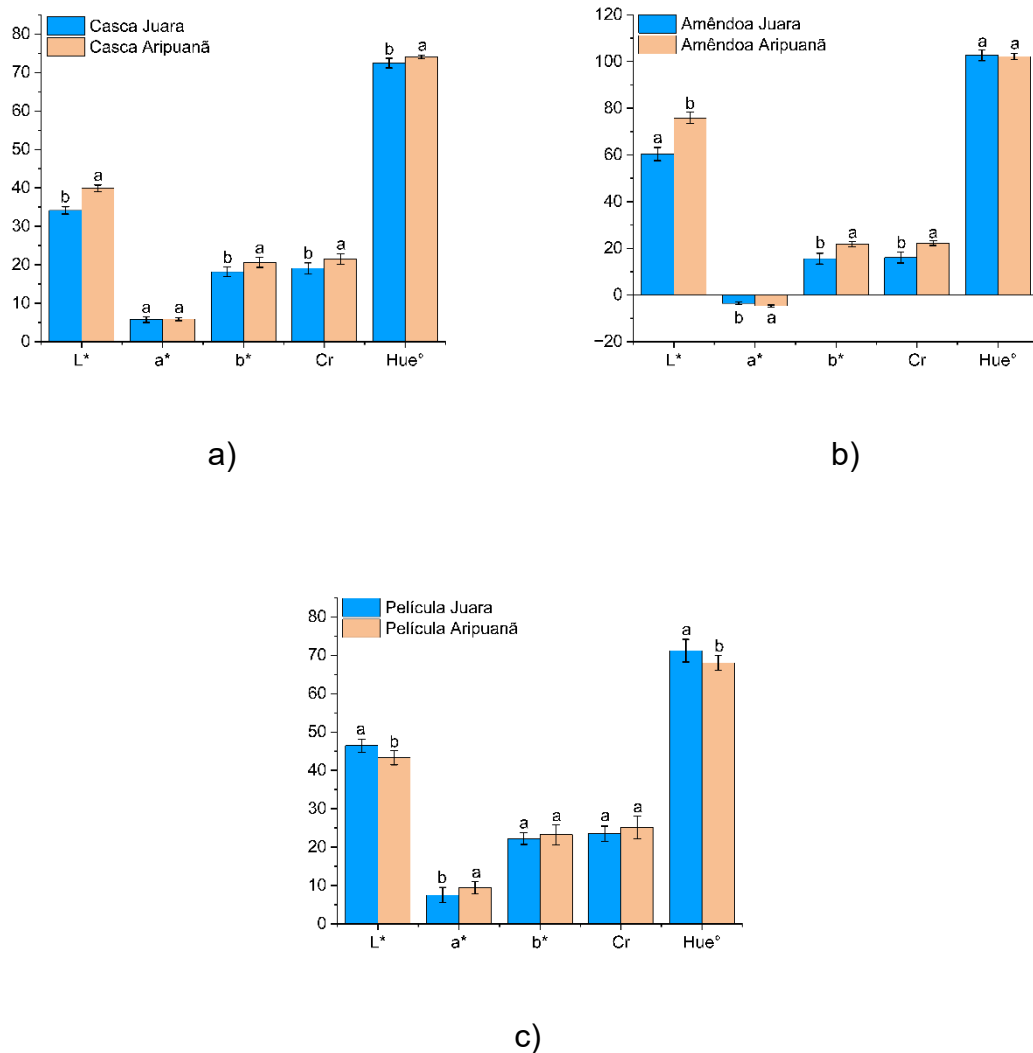 Casca Juara
Casca Aripuanã
80
70
60
50
40
30
20
10
0
b a
b a
a a
b a
b a
L* a* b* Cr Hue°
a)
Amêndoa Juara
Amêndoa Aripuanã
120
100
80
60
40
20
0
−20
a b
b a
b a
b a
a a
L* a* b* Cr Hue°
b)
Película Juara
Película Aripuanã
80
70
60
50
40
30
20
10
0
a b
b a
a a
a a
a b
L* a* b* Cr Hue°
c)